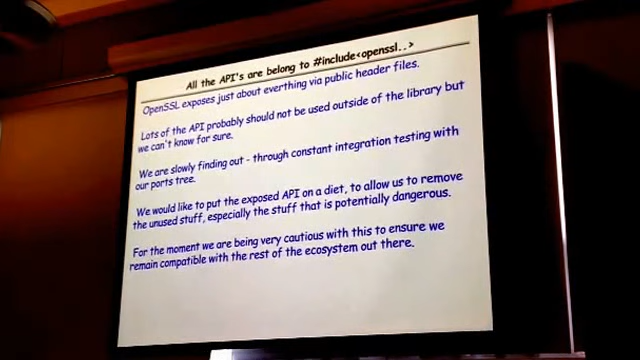 All the API's are belong to #include<openssl..>
OpenSSL exposes just about everthing via public header files.
Lots of the API probably should not be used outside of the library but
we can't know for sure.
We are slowly finding out - through constant integration testing with
our ports tree.
We would like to put the exposed API on a diet, to allow us to remove
the unused stuff, especially the stuff that is potentially dangerous.
For the moment we are being very cautious with this to ensure we
remain compatible with the rest of the ecosystem out there.